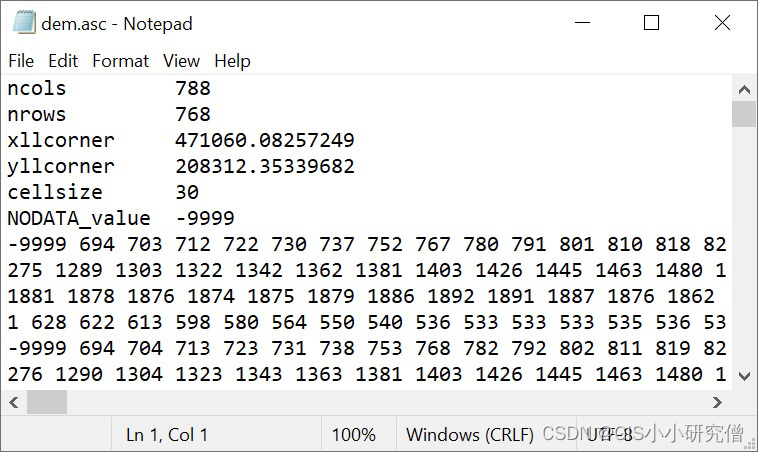 dem.asc - Notepad
File Edit Format View Help
ncols 788
nrows 768
xllcorner 471060.08257249
yllcorner 208312.35339682
cellsize 30
NODATA_value -9999
-9999 694 703 712 722 730 737 752 767 780 791 801 810 818 82
275 1289 1303 1322 1342 1362 1381 1403 1426 1445 1463 1480 1
1881 1878 1876 1874 1875 1879 1886 1892 1891 1887 1876 1862
1 628 622 613 598 580 564 550 540 536 533 533 533 535 536 53
-9999 694 704 713 723 731 738 753 768 782 792 802 811 819 82
276 1290 1304 1323 1343 1363 1381 1403 1426 1445 1463 1480 1
Ln 1, Col 1 100% Windows (CRLF) UTF-8
CSDN @GIS小小研究僧